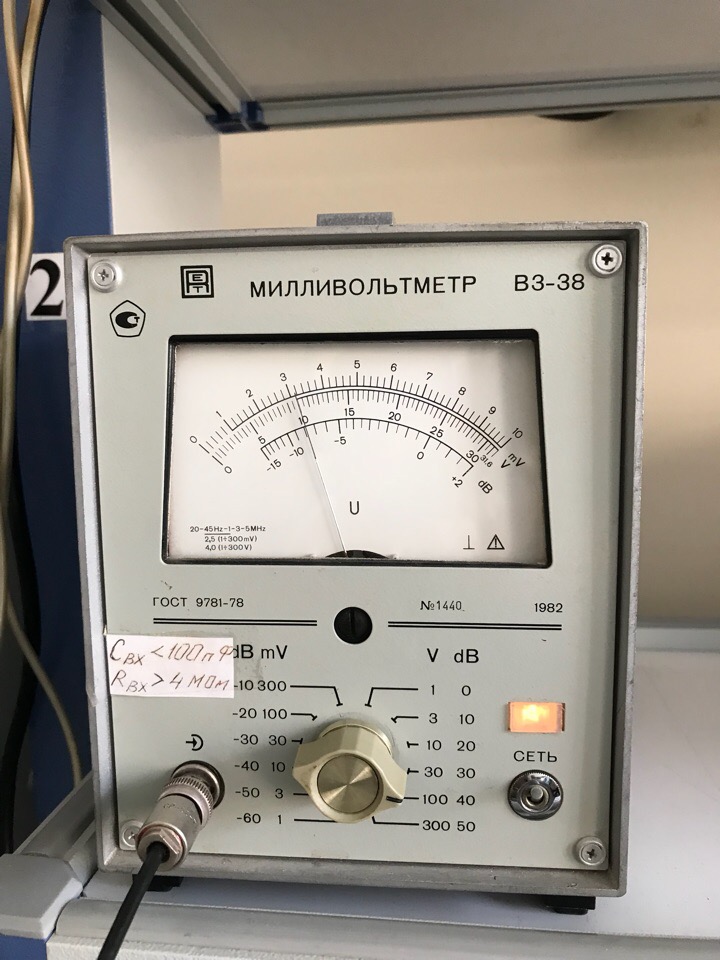 2
МИЛЛИВОЛЬТМЕТР В3-38
0 1 2 3 4 5 6 7 8 9 10
0 5 10 15 20 25 30 31,6 mV
V
-15 -10 -5 0 +2 dB
U
20-45Hz-1-3-5MHz
2,5 (1÷300mV)
4,0 (1÷300V)
ГОСТ 9781-78 №1440 1982
Cвх <100пФ
Rвх >4 МОм
dB mV V dB
-10 300 1 0
-20 100 3 10
-30 30 10 20
-40 10 30 30
-50 3 100 40
-60 1 300 50
СЕТЬ